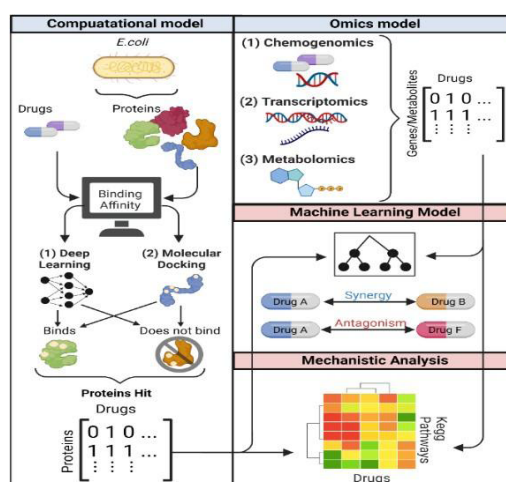 Compuatational model
E.coli
Drugs
Proteins
Binding
Affinity
(1) Deep
Learning
(2) Molecular
Docking
Binds
Does not bind
Proteins Hit
Drugs
Proteins
0 1 0 ...
1 1 1 ...
⋮ ⋮ ⋮
Omics model
(1) Chemogenomics
(2) Transcriptomics
(3) Metabolomics
Drugs
Genes/Metabolites
0 1 0 ...
1 1 1 ...
⋮ ⋮ ⋮
Machine Learning Model
Drug A
Synergy
Drug B
Drug A
Antagonism
Drug F
Mechanistic Analysis
Kegg
Pathways
Drugs